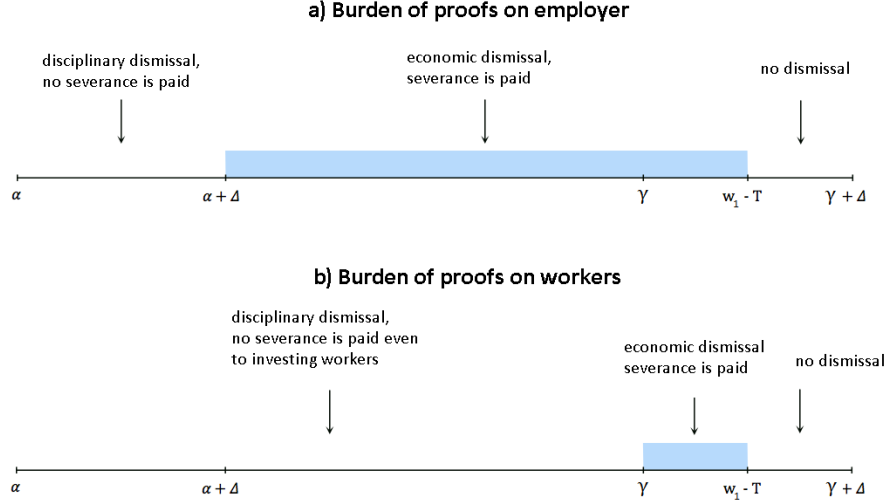 a) Burden of proofs on employer
disciplinary dismissal,
no severance is paid
economic dismissal,
severance is paid
no dismissal
α
α + Δ
γ
w₁ - T
γ + Δ
b) Burden of proofs on workers
disciplinary dismissal,
no severance is paid even
to investing workers
economic dismissal
severance is paid
no dismissal
α
α + Δ
γ
w₁ - T
γ + Δ